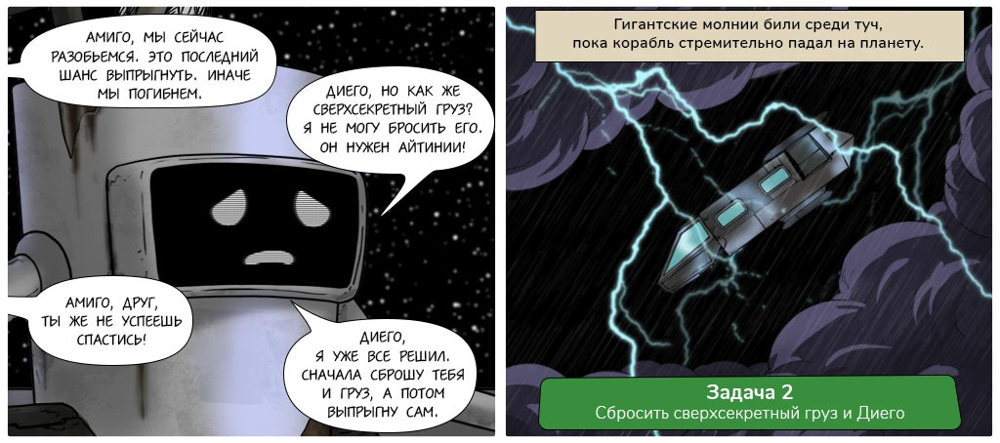 АМИГО, МЫ СЕЙЧАС
РАЗОБЬЕМСЯ. ЭТО ПОСЛЕДНИЙ
ШАНС ВЫПРЫГНУТЬ. ИНАЧЕ
МЫ ПОГИБНЕМ.
ДИЕГО, НО КАК ЖЕ
СВЕРХСЕКРЕТНЫЙ ГРУЗ?
Я НЕ МОГУ БРОСИТЬ ЕГО.
ОН НУЖЕН АЙТИНИИ!
АМИГО, ДРУГ,
ТЫ ЖЕ НЕ УСПЕЕШЬ
СПАСТИСЬ!
ДИЕГО,
Я УЖЕ ВСЕ РЕШИЛ.
СНАЧАЛА СБРОШУ ТЕБЯ
И ГРУЗ, А ПОТОМ
ВЫПРЫГНУ САМ.
Гигантские молнии били среди туч,
пока корабль стремительно падал на планету.
Задача 2
Сбросить сверхсекретный груз и Диего